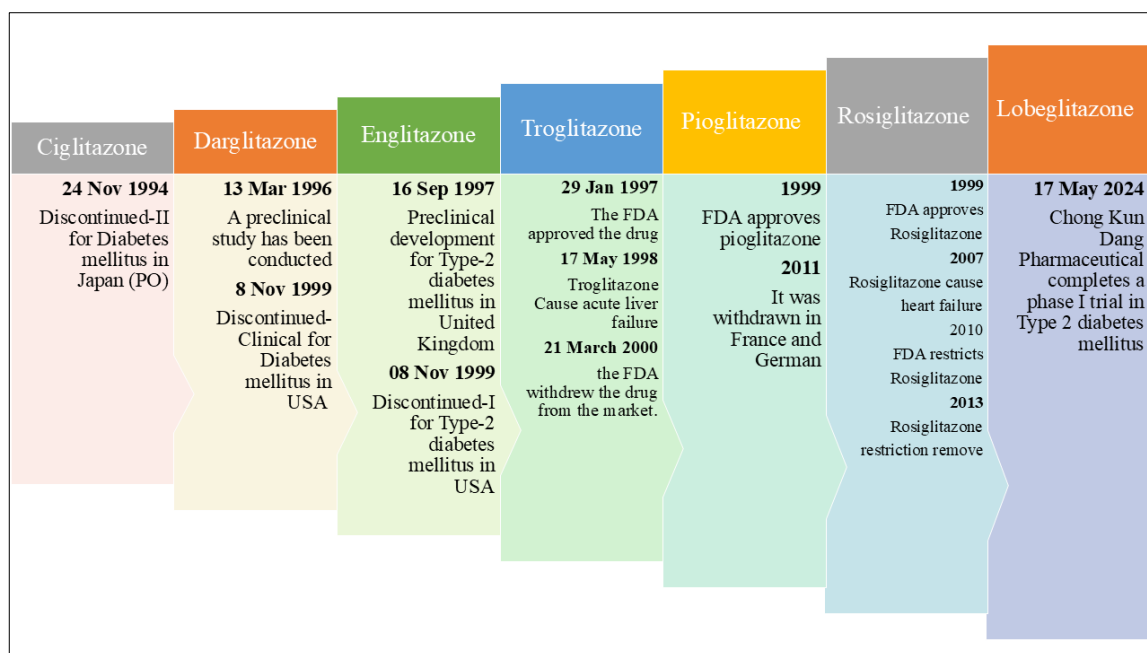 Ciglitazone
24 Nov 1994
Discontinued-II
for Diabetes
mellitus in
Japan (PO)
Darglitazone
13 Mar 1996
A preclinical
study has been
conducted
8 Nov 1999
Discontinued-
Clinical for
Diabetes
mellitus in
USA
Englitazone
16 Sep 1997
Preclinical
development
for Type-2
diabetes
mellitus in
United
Kingdom
08 Nov 1999
Discontinued-I
for Type-2
diabetes
mellitus in
USA
Troglitazone
29 Jan 1997
The FDA
approved the drug
17 May 1998
Troglitazone
Cause acute liver
failure
21 March 2000
the FDA
withdrew the drug
from the market.
Pioglitazone
1999
FDA approves
pioglitazone
2011
It was
withdrawn in
France and
German
Rosiglitazone
1999
FDA approves
Rosiglitazone
2007
Rosiglitazone cause
heart failure
2010
FDA restricts
Rosiglitazone
2013
Rosiglitazone
restriction remove
Lobeglitazone
17 May 2024
Chong Kun
Dang
Pharmaceutical
completes a
phase I trial in
Type 2 diabetes
mellitus